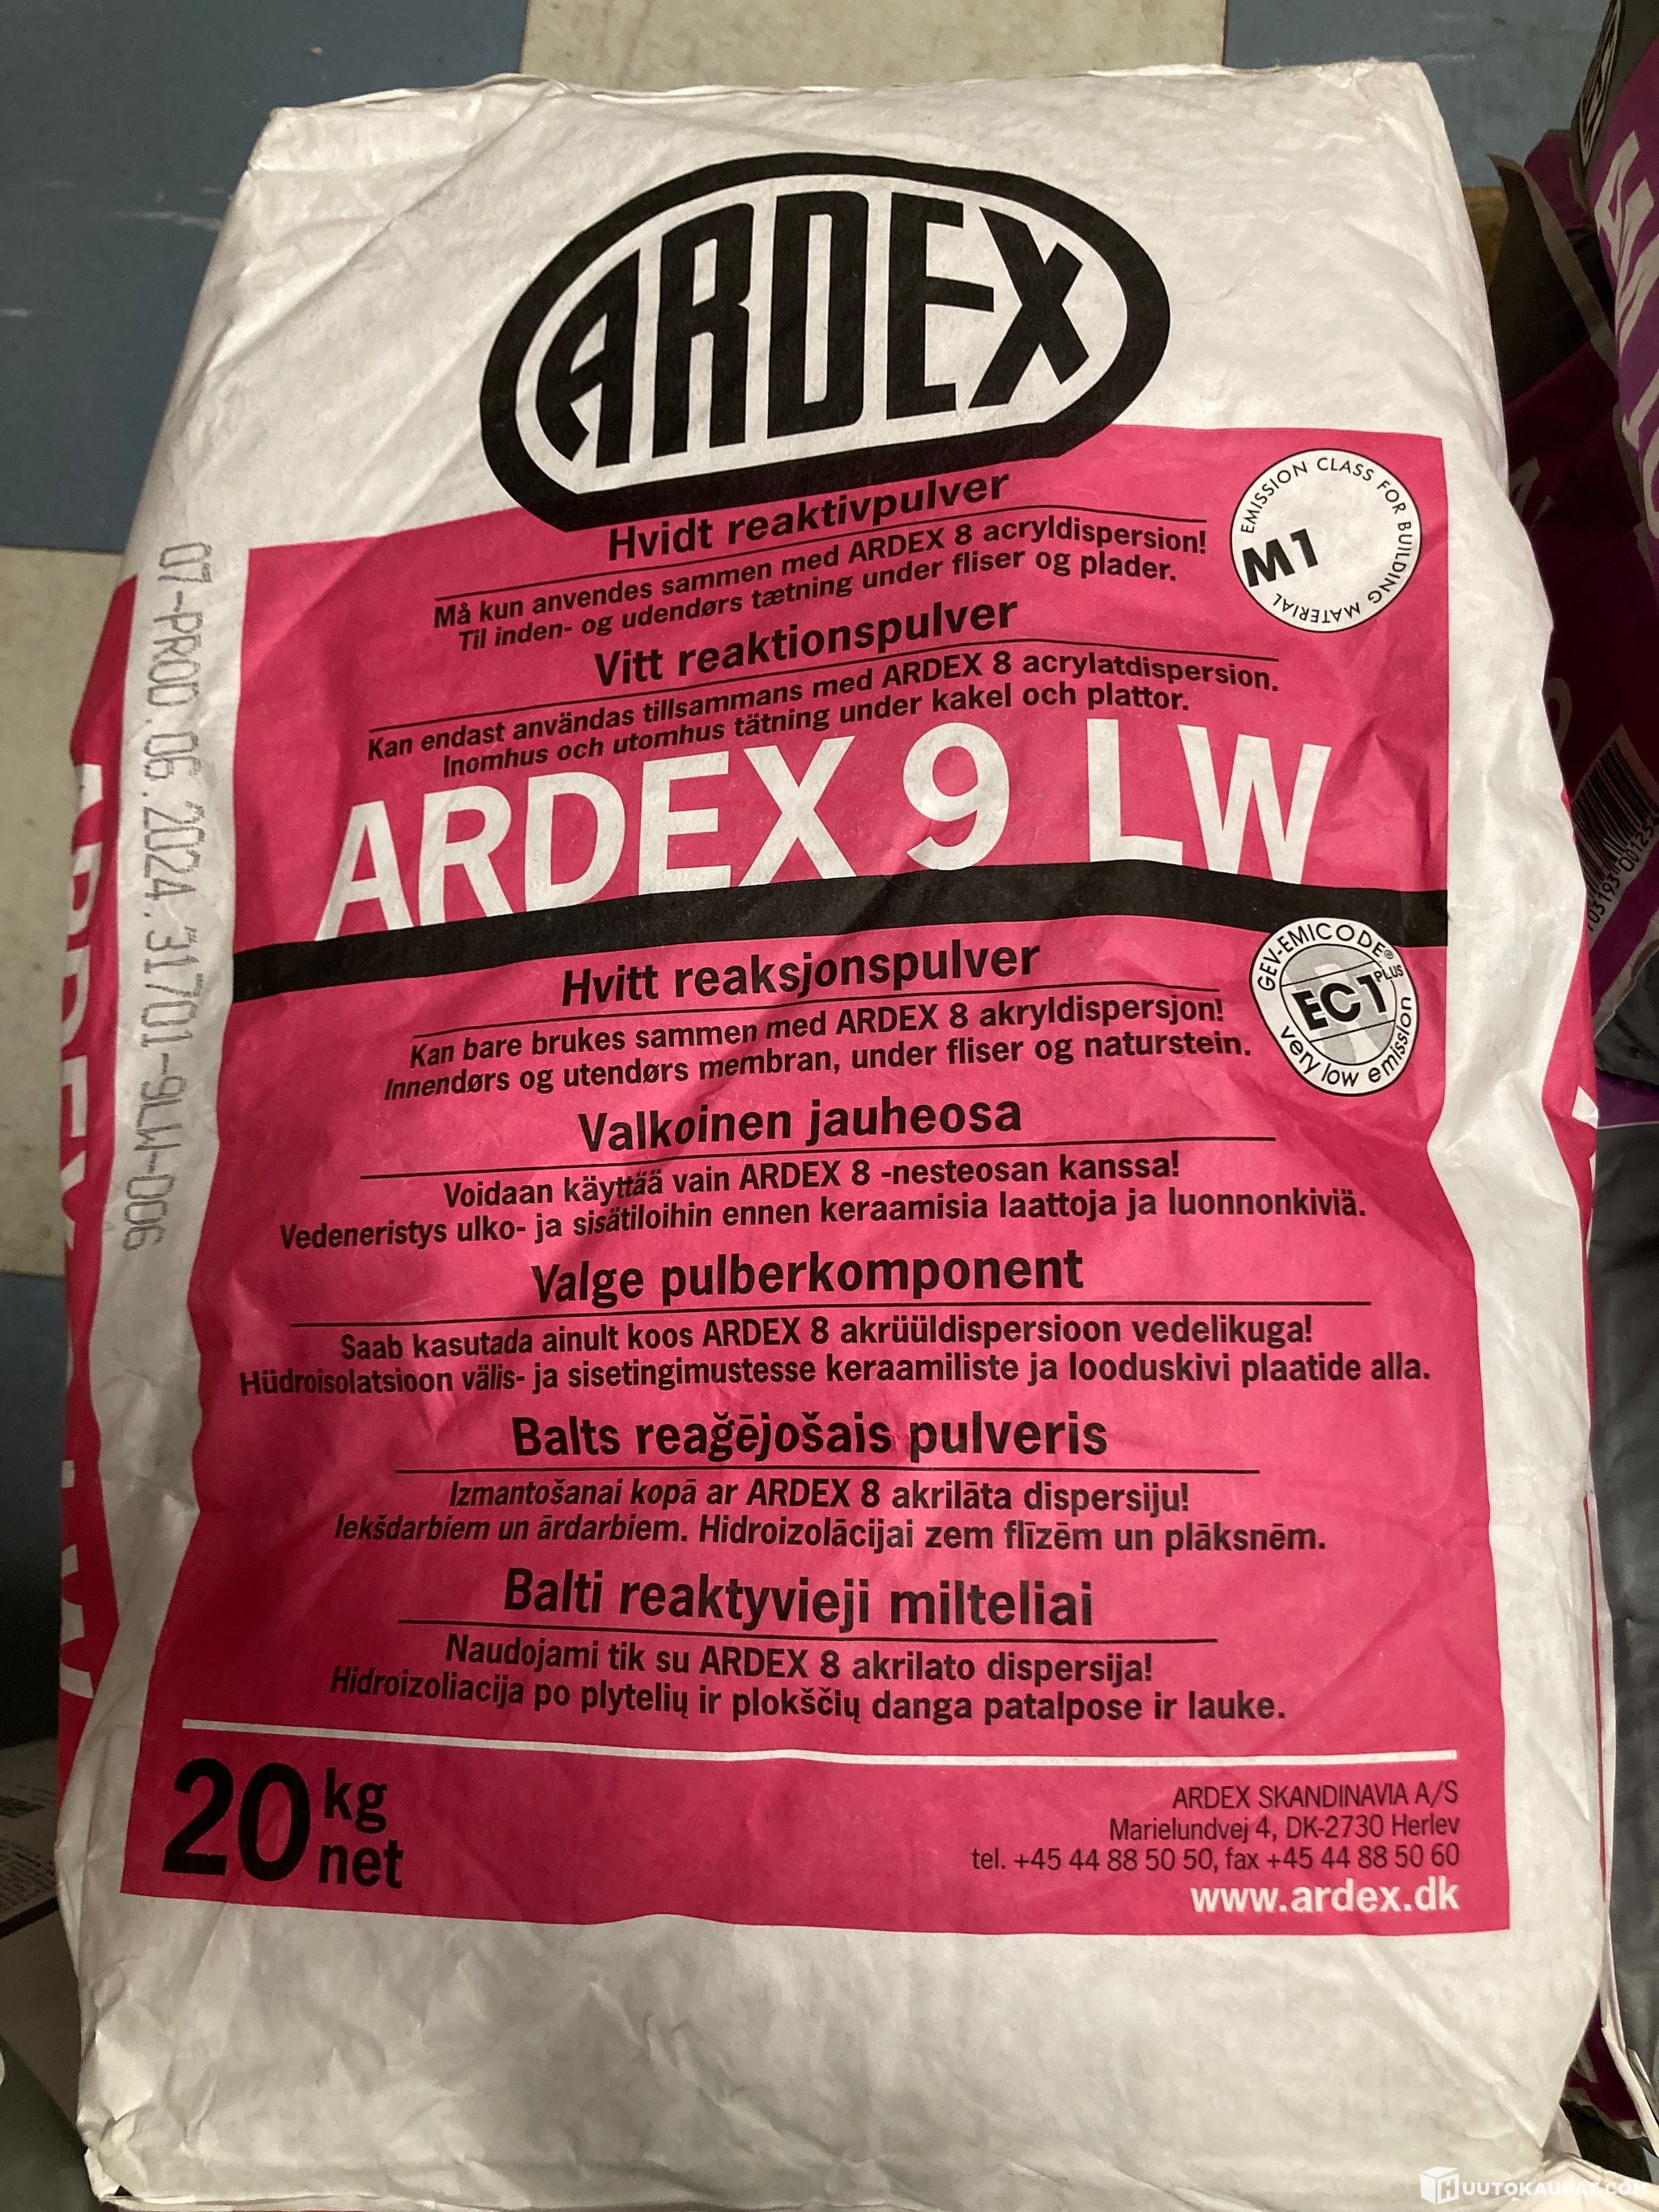 ARDEX
Hvidt reaktivpulver
Må kun anvendes sammen med ARDEX 8 acryldispersion!
Til inden- og udendørs tætning under fliser og plader.
EMISSION CLASS FOR BUILDING MATERIAL
M1
Vitt reaktionspulver
Kan endast användas tillsammans med ARDEX 8 acrylatdispersion.
Inomhus och utomhus tätning under kakel och plattor.
ARDEX 9 LW
Hvitt reaksjonspulver
Kan bare brukes sammen med ARDEX 8 akryldispersjon!
Innendørs og utendørs membran, under fliser og naturstein.
GEV-EMICODE®
EC1 PLUS
very low emission
Valkoinen jauheosa
Voidaan käyttää vain ARDEX 8 -nesteosan kanssa!
Vedeneristys ulko- ja sisätiloihin ennen keraamisia laattoja ja luonnonkiviä.
Valge pulberkomponent
Saab kasutada ainult koos ARDEX 8 akrüüldispersioon vedelikuga!
Hüdroisolatsioon välis- ja sisetingimustesse keraamiliste ja looduskivi plaatide alla.
Balts reağējošais pulveris
Izmantošanai kopā ar ARDEX 8 akrilāta dispersiju!
Iekšdarbiem un ārdarbiem. Hidroizolācijai zem flīzēm un plāksnēm.
Balti reaktyvieji milteliai
Naudojami tik su ARDEX 8 akrilato dispersija!
Hidroizoliacija po plytelių ir plokščių danga patalpose ir lauke.
20 kg net
ARDEX SKANDINAVIA A/S
Marielundvej 4, DK-2730 Herlev
tel. +45 44 88 50 50, fax +45 44 88 50 60
www.ardex.dk
07-PROD.06.2024.31701-9LW-006
HUUTOKAUPAT.COM